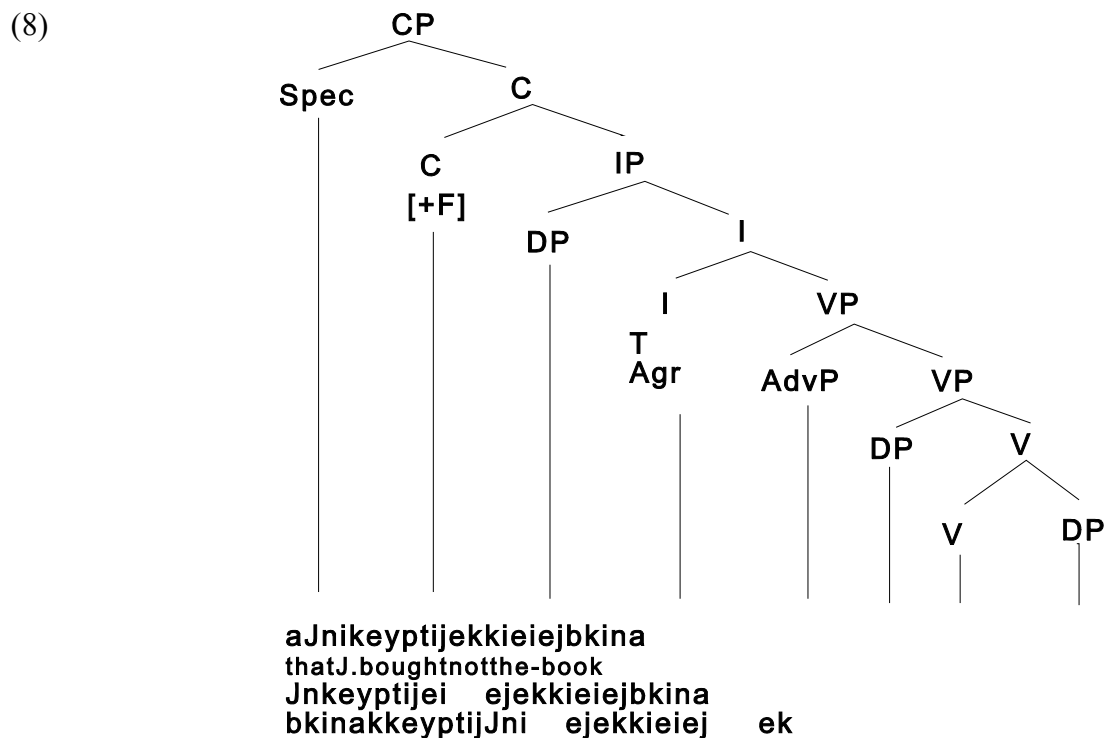 (8)
CP
Spec C
C IP
[+F]
DP I
I VP
T
Agr AdvP VP
DP V
V DP
aJnikeyptijekkieiejbkina
thatJ.boughtnotthe-book
Jnkeyptijei ejekkieiejbkina
bkinakkeyptijJni ejekkieiej ek